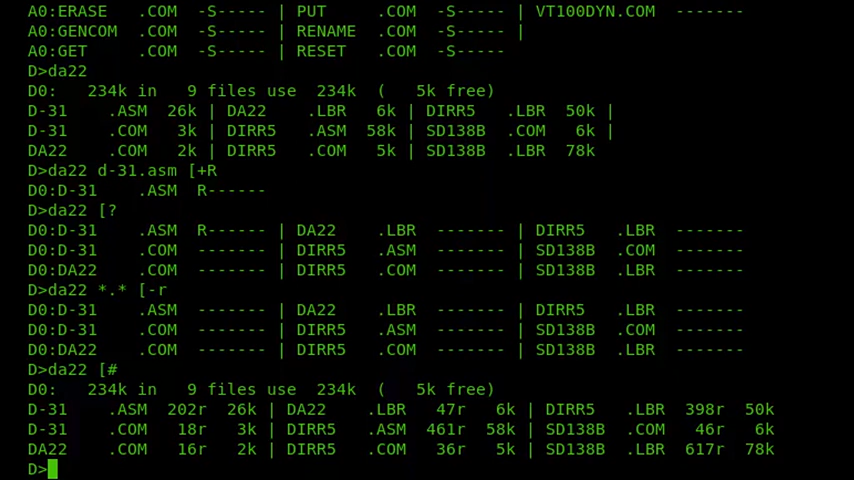 A0:ERASE    .COM  -S----- | PUT      .COM  -S----- | VT100DYN.COM  -------
A0:GENCOM   .COM  -S----- | RENAME   .COM  -S----- |
A0:GET      .COM  -S----- | RESET    .COM  -S-----
D>da22
D0:   234k in   9 files use  234k  (   5k free)
D-31    .ASM  26k | DA22    .LBR   6k | DIRR5   .LBR  50k |
D-31    .COM   3k | DIRR5   .ASM  58k | SD138B  .COM   6k |
DA22    .COM   2k | DIRR5   .COM   5k | SD138B  .LBR  78k
D>da22 d-31.asm [+R
D0:D-31     .ASM  R------
D>da22 [?
D0:D-31     .ASM  R------ | DA22     .LBR  ------- | DIRR5   .LBR  -------
D0:D-31     .COM  ------- | DIRR5    .ASM  ------- | SD138B  .COM  -------
D0:DA22     .COM  ------- | DIRR5    .COM  ------- | SD138B  .LBR  -------
D>da22 *.* [-r
D0:D-31     .ASM  ------- | DA22     .LBR  ------- | DIRR5   .LBR  -------
D0:D-31     .COM  ------- | DIRR5    .ASM  ------- | SD138B  .COM  -------
D0:DA22     .COM  ------- | DIRR5    .COM  ------- | SD138B  .LBR  -------
D>da22 [#
D0:   234k in   9 files use  234k  (   5k free)
D-31    .ASM  202r  26k | DA22    .LBR   47r   6k | DIRR5   .LBR  398r  50k
D-31    .COM   18r   3k | DIRR5   .ASM  461r  58k | SD138B  .COM   46r   6k
DA22    .COM   16r   2k | DIRR5   .COM   36r   5k | SD138B  .LBR  617r  78k
D>